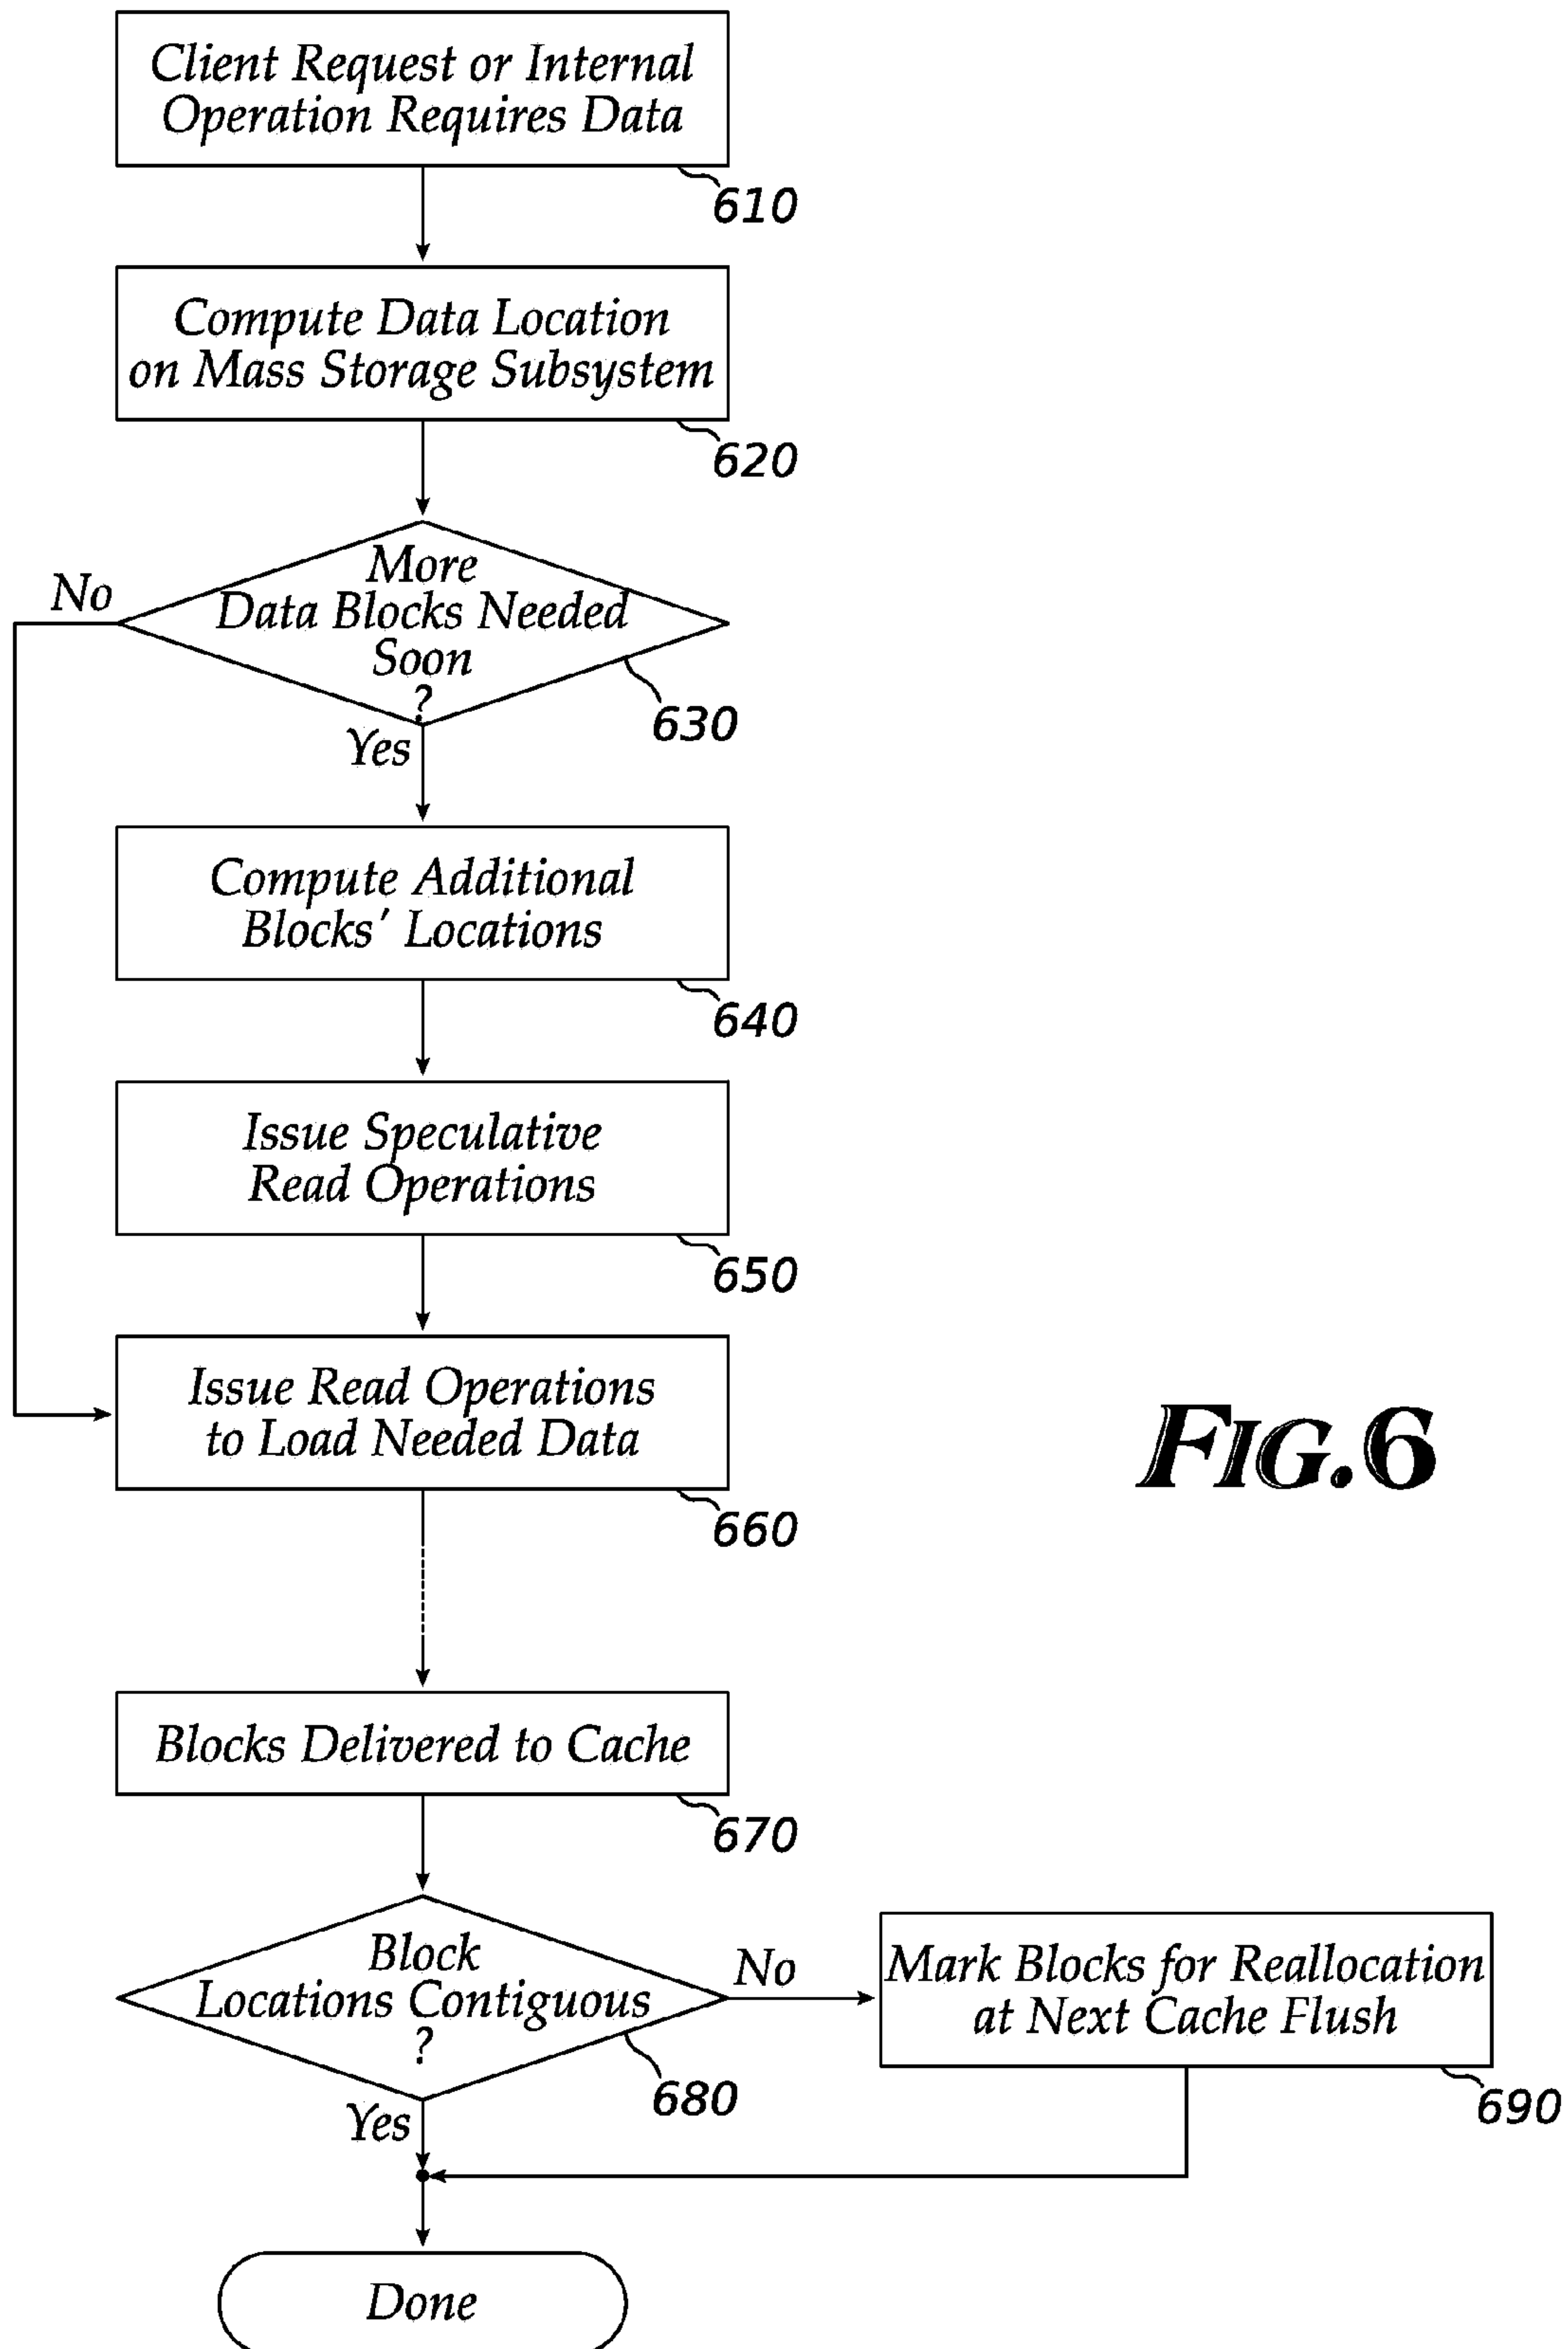 Client Request or Internal
Operation Requires Data
610
Compute Data Location
on Mass Storage Subsystem
620
More
Data Blocks Needed
Soon
?
630
No
Yes
Compute Additional
Blocks' Locations
640
Issue Speculative
Read Operations
650
Issue Read Operations
to Load Needed Data
660
FIG.6
Blocks Delivered to Cache
670
Block
Locations Contiguous
?
680
No
Mark Blocks for Reallocation
at Next Cache Flush
690
Yes
Done